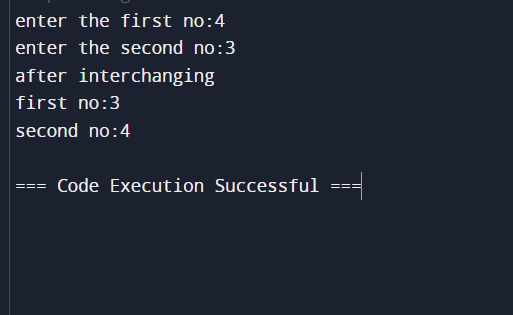 enter the first no:4
enter the second no:3
after interchanging
first no:3
second no:4
=== Code Execution Successful ===